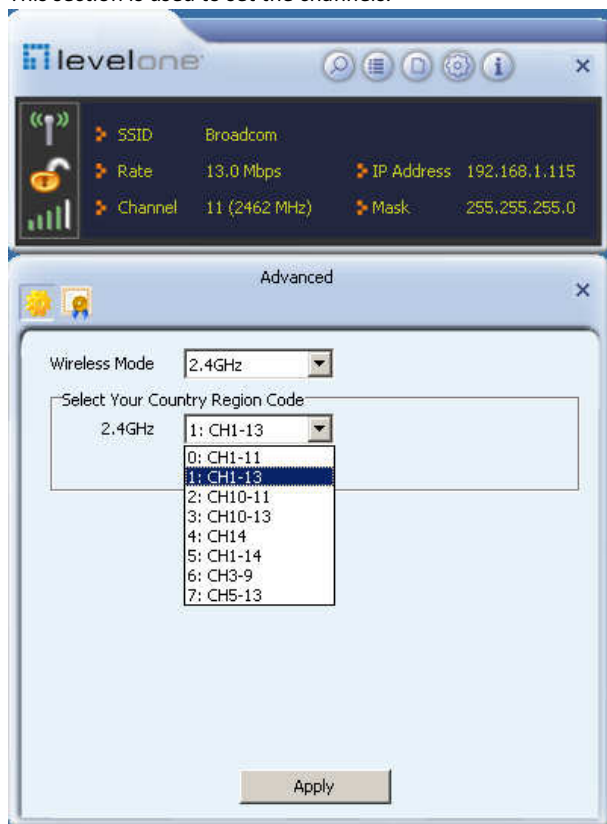 This section is used to set the channels.
levelone
SSID Broadcom
Rate 13.0 Mbps IP Address 192.168.1.115
Channel 11 (2462 MHz) Mask 255.255.255.0
Advanced
Wireless Mode 2.4GHz
Select Your Country Region Code
2.4GHz 1: CH1-13
0: CH1-11
1: CH1-13
2: CH10-11
3: CH10-13
4: CH14
5: CH1-14
6: CH3-9
7: CH5-13
Apply